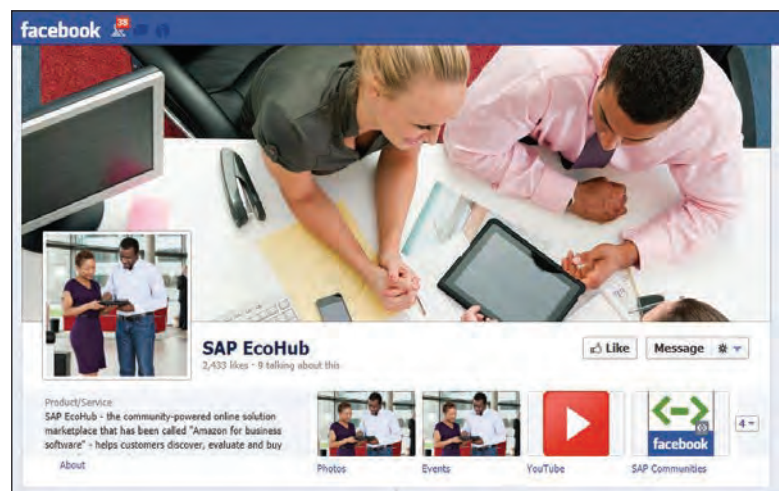 facebook 38
SAP EcoHub
2,433 likes · 9 talking about this
Like
Message
Product/Service
SAP EcoHub - the community-powered online solution
marketplace that has been called "Amazon for business
software" - helps customers discover, evaluate and buy
About
facebook
4
Photos
Events
YouTube
SAP Communities